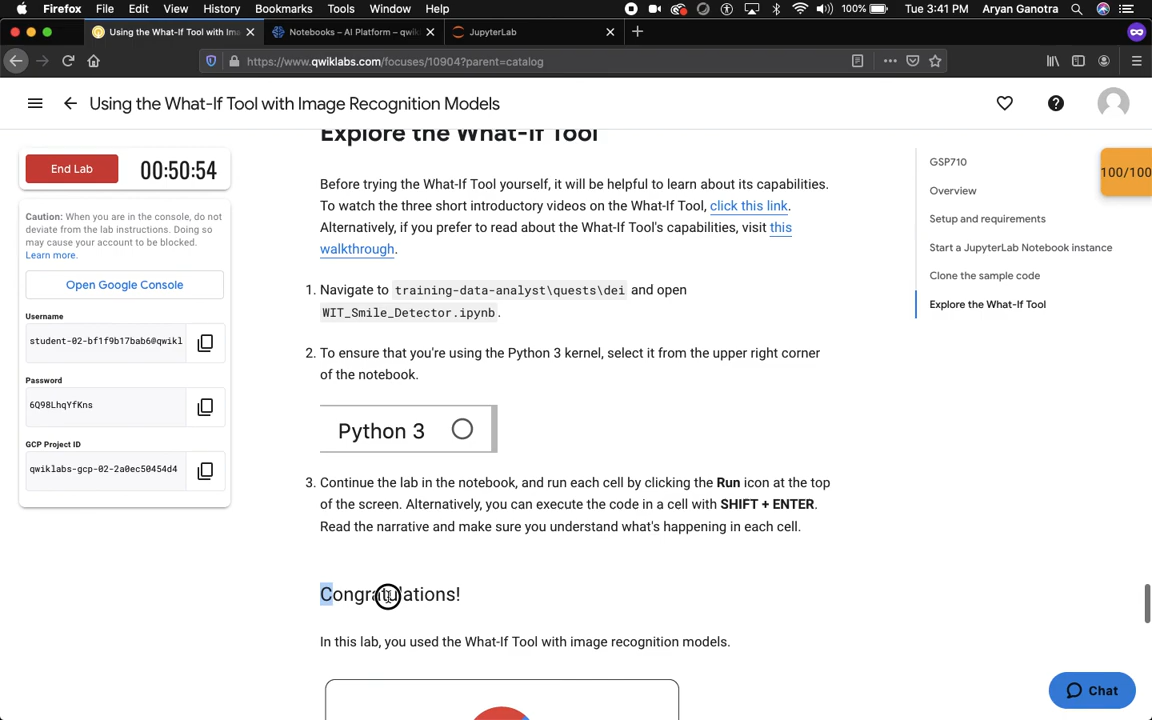 Firefox File Edit View History Bookmarks Tools Window Help 100% Tue 3:41 PM Aryan Ganotra
Using the What-If Tool with Ima
Notebooks – AI Platform – qwik
JupyterLab
https://www.qwiklabs.com/focuses/10904?parent=catalog
Using the What-If Tool with Image Recognition Models
End Lab
00:50:54
Caution: When you are in the console, do not
deviate from the lab instructions. Doing so
may cause your account to be blocked.
Learn more.
Open Google Console
Username
student-02-bf1f9b17bab6@qwikl
Password
6Q98LhqYfKns
GCP Project ID
qwiklabs-gcp-02-2a0ec50454d4
Explore the What-If Tool
Before trying the What-If Tool yourself, it will be helpful to learn about its capabilities.
To watch the three short introductory videos on the What-If Tool, click this link.
Alternatively, if you prefer to read about the What-If Tool's capabilities, visit this
walkthrough.
1. Navigate to training-data-analyst\quests\dei and open
WIT_Smile_Detector.ipynb.
2. To ensure that you're using the Python 3 kernel, select it from the upper right corner
of the notebook.
Python 3
3. Continue the lab in the notebook, and run each cell by clicking the Run icon at the top
of the screen. Alternatively, you can execute the code in a cell with SHIFT + ENTER.
Read the narrative and make sure you understand what's happening in each cell.
Congratulations!
In this lab, you used the What-If Tool with image recognition models.
GSP710
Overview
Setup and requirements
Start a JupyterLab Notebook instance
Clone the sample code
Explore the What-If Tool
100/100
Chat